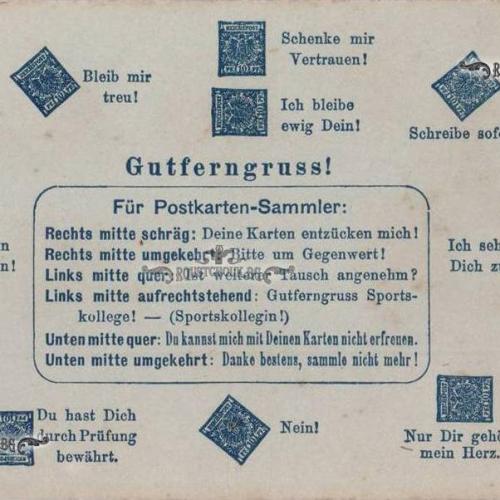 Schenke mir
Vertrauen!
Bleib mir
treu!
Ich bleibe
ewig Dein!
Schreibe sofo
Gutferngruss!
Für Postkarten-Sammler:
Rechts mitte schräg: Deine Karten entzücken mich!
Rechts mitte umgekehrt: Bitte um Gegenwert!
Links mitte quer: Ist weiterer Tausch angenehm?
Links mitte aufrechtstehend: Gutferngruss Sports-
kollege! — (Sportskollegin!)
Unten mitte quer: Du kannst mich mit Deinen Karten nicht erfreuen.
Unten mitte umgekehrt: Danke bestens, sammle nicht mehr!
n
n!
Ich seh
Dich zu
Du hast Dich
durch Prüfung
bewährt.
Nein!
Nur Dir gehö
mein Herz.